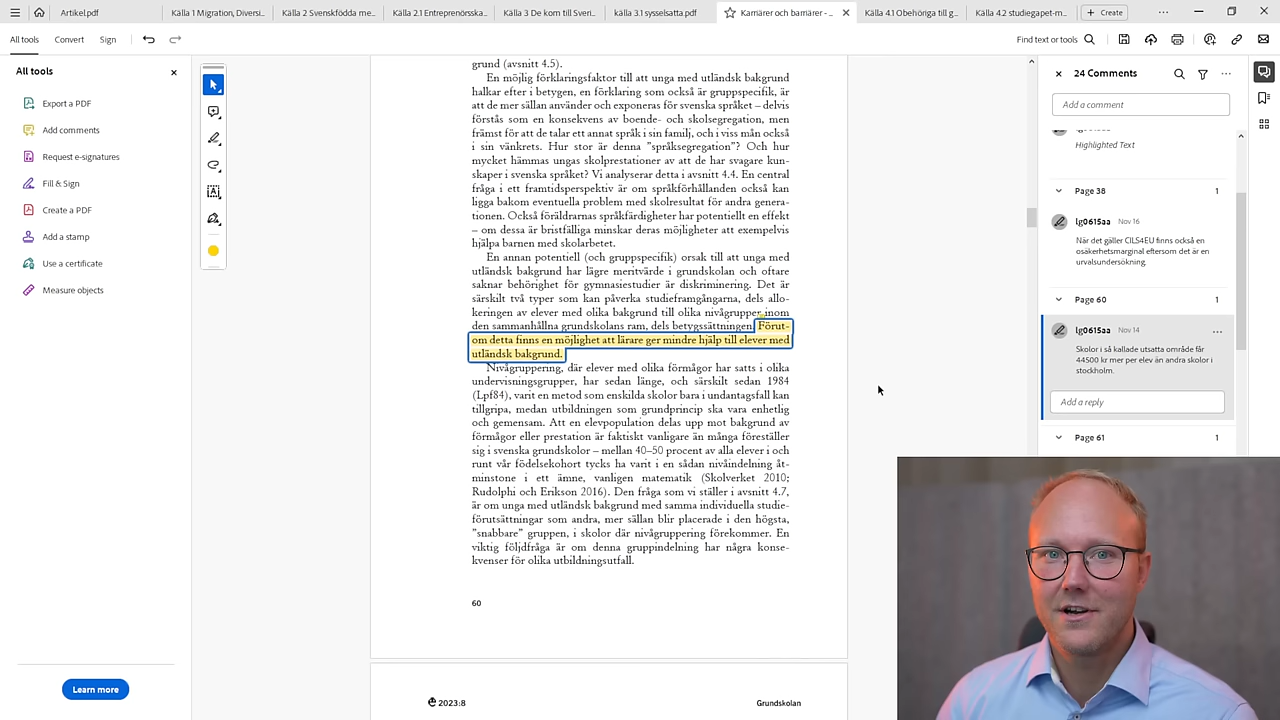 Artikel.pdf
Källa 1 Migration, Diversi...
Källa 2 Svenskfödda me...
Källa 2.1 Entreprenörsska...
Källa 3 De kom till Sveri...
källa 3.1 sysselsatta.pdf
Karriärer och barriärer - ...
Källa 4.1 Obehöriga till g...
Källa 4.2 studiegapet-m...
Create
All tools
Convert
Sign
Find text or tools
All tools
Export a PDF
Add comments
Request e-signatures
Fill & Sign
Create a PDF
Add a stamp
Use a certificate
Measure objects
Learn more
grund (avsnitt 4.5).
En möjlig förklaringsfaktor till att unga med utländsk bakgrund
halkar efter i betygen, en förklaring som också är gruppspecifik, är
att de mer sällan använder och exponeras för svenska språket – delvis
förstås som en konsekvens av boende- och skolsegregation, men
främst för att de talar ett annat språk i sin familj, och i viss mån också
i sin vänkrets. Hur stor är denna ”språksegregation”? Och hur
mycket hämmas ungas skolprestationer av att de har svagare kun-
skaper i svenska språket? Vi analyserar detta i avsnitt 4.4. En central
fråga i ett framtidsperspektiv är om språkförhållanden också kan
ligga bakom eventuella problem med skolresultat för andra genera-
tionen. Också föräldrarnas språkfärdigheter har potentiellt en effekt
– om dessa är bristfälliga minskar deras möjligheter att exempelvis
hjälpa barnen med skolarbetet.
En annan potentiell (och gruppspecifik) orsak till att unga med
utländsk bakgrund har lägre meritvärde i grundskolan och oftare
saknar behörighet för gymnasiestudier är diskriminering. Det är
särskilt två typer som kan påverka studieframgångarna, dels allo-
keringen av elever med olika bakgrund till olika nivågrupper inom
den sammanhållna grundskolans ram, dels betygssättningen. Förut-
om detta finns en möjlighet att lärare ger mindre hjälp till elever med
utländsk bakgrund.
Nivågruppering, där elever med olika förmågor har satts i olika
undervisningsgrupper, har sedan länge, och särskilt sedan 1984
(Lpf84), varit en metod som enskilda skolor bara i undantagsfall kan
tillgripa, medan utbildningen som grundprincip ska vara enhetlig
och gemensam. Att en elevpopulation delas upp mot bakgrund av
förmågor eller prestation är faktiskt vanligare än många föreställer
sig i svenska grundskolor – mellan 40–50 procent av alla elever i och
runt vår födelsekohort tycks ha varit i en sådan nivåindelning åt-
minstone i ett ämne, vanligen matematik (Skolverket 2010;
Rudolphi och Erikson 2016). Den fråga som vi ställer i avsnitt 4.7,
är om unga med utländsk bakgrund med samma individuella studie-
förutsättningar som andra, mer sällan blir placerade i den högsta,
”snabbare” gruppen, i skolor där nivågruppering förekommer. En
viktig följdfråga är om denna gruppindelning har några konse-
kvenser för olika utbildningsutfall.
60
2023:8
Grundskolan
24 Comments
Add a comment
Highlighted Text
Page 38
1
lg0615aa Nov 16
När det gäller CILS4EU finns också en
osäkerhetsmarginal eftersom det är en
urvalsundersökning
Page 60
1
lg0615aa Nov 14
Skolor i så kallade utsatta område får
44500 kr mer per elev än andra skolor i
stockholm.
Add a reply
Page 61
1